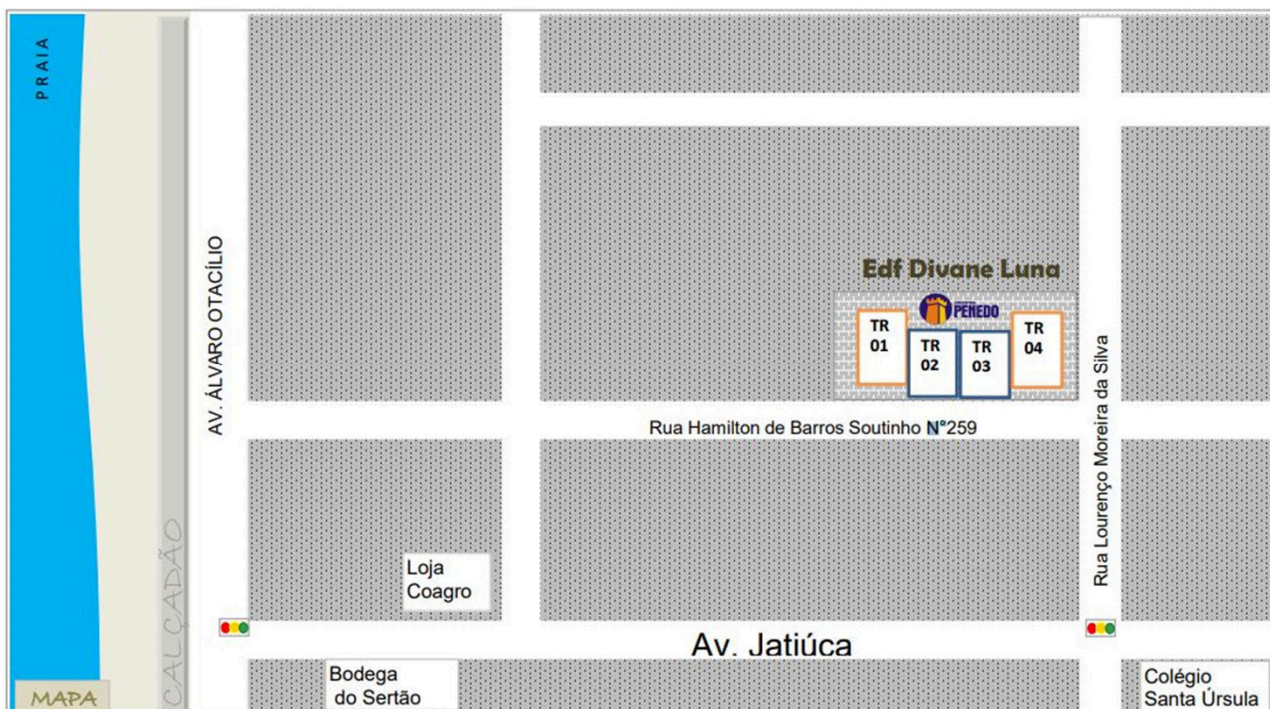 PRAIA
AV. ÁLVARO OTACÍLIO
CALÇADÃO
MAPA
Edf Divane Luna
PENEDO
TR
01
TR
02
TR
03
TR
04
Rua Hamilton de Barros Soutinho N°259
Rua Lourenço Moreira da Silva
Loja
Coagro
Av. Jatiúca
Bodega
do Sertão
Colégio
Santa Úrsula